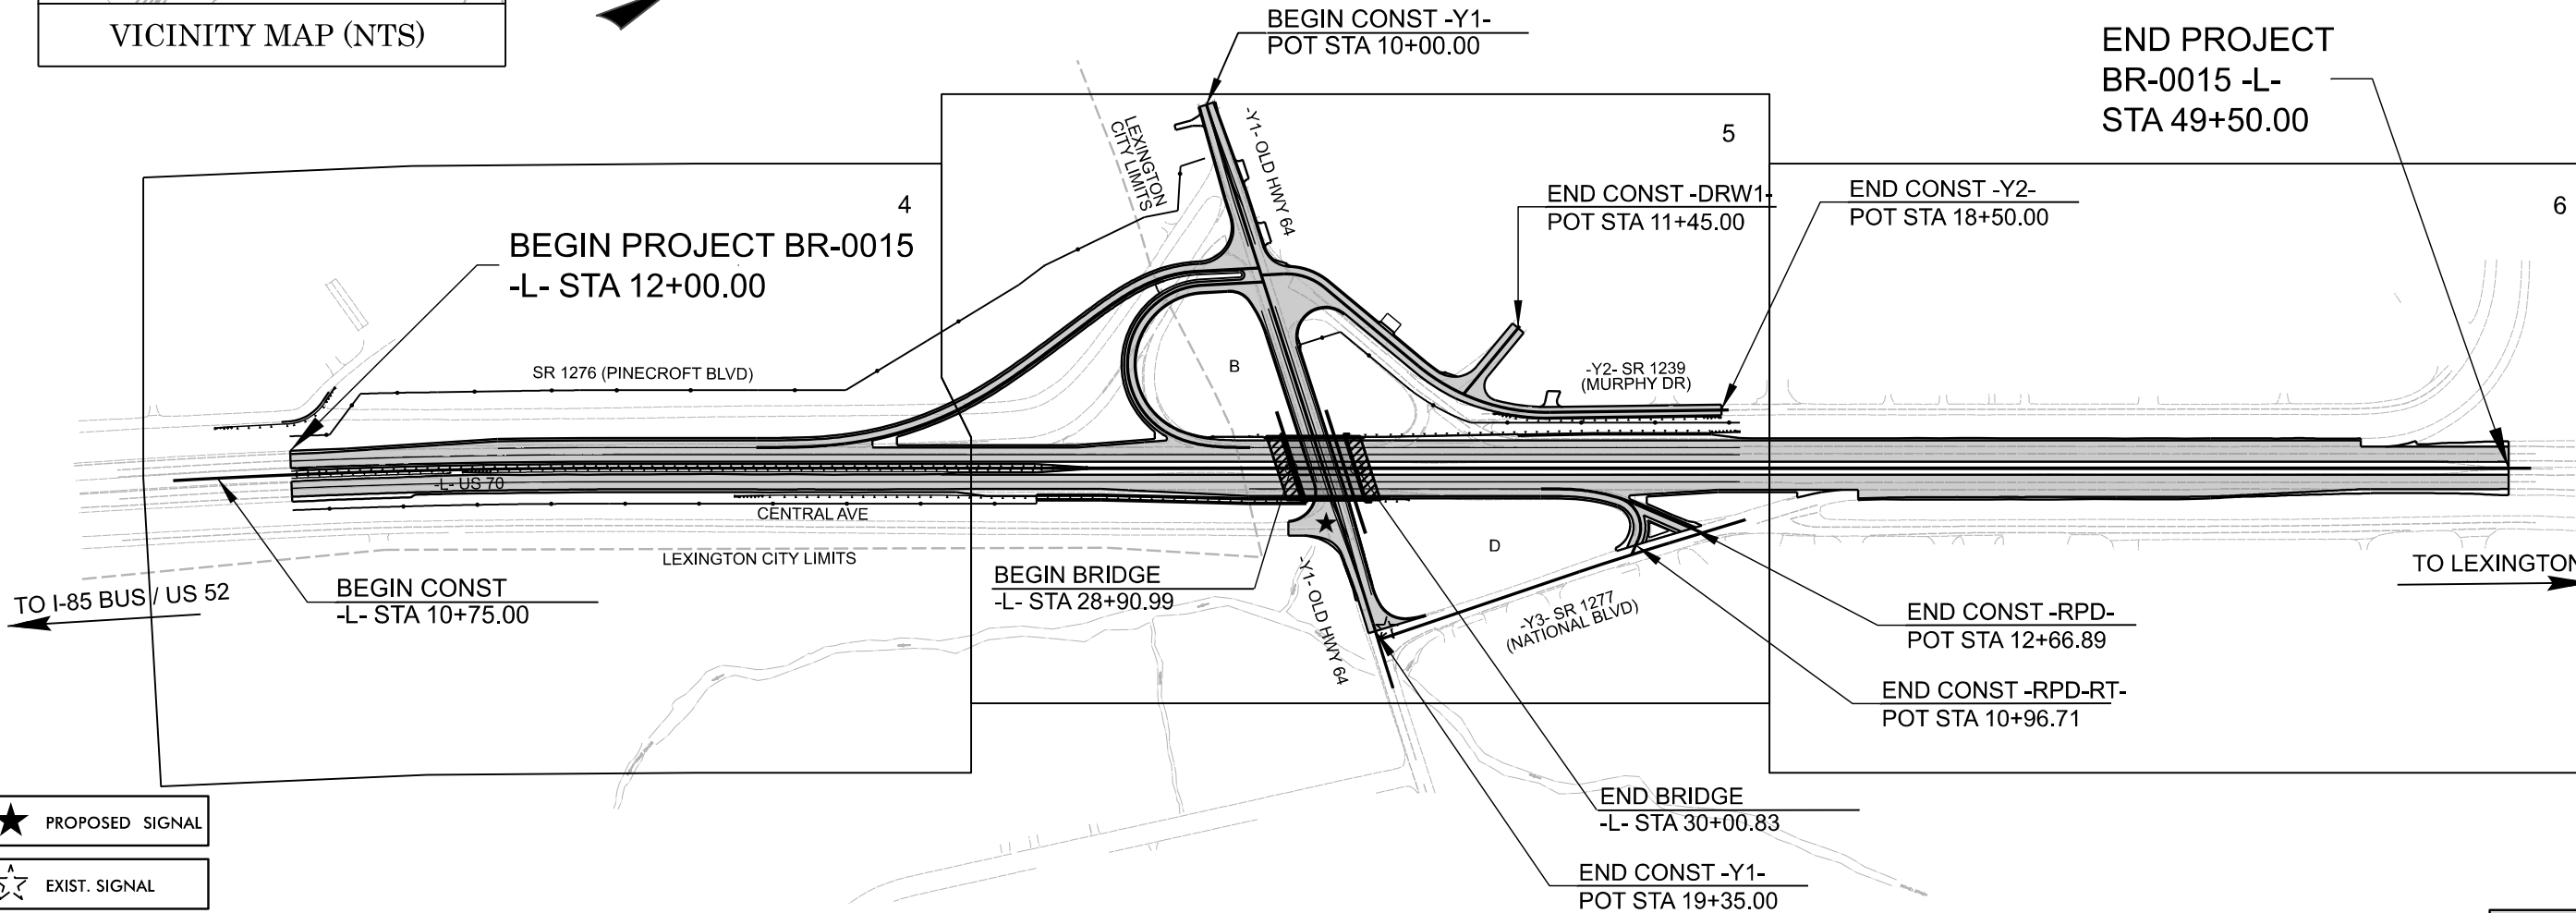 VICINITY MAP (NTS)
BEGIN CONST -Y1-
POT STA 10+00.00
END PROJECT
BR-0015 -L-
STA 49+50.00
5
4
6
LEXINGTON
CITY LIMITS
-Y1- OLD HWY 64
END CONST -DRW1-
POT STA 11+45.00
END CONST -Y2-
POT STA 18+50.00
BEGIN PROJECT BR-0015
-L- STA 12+00.00
SR 1276 (PINECROFT BLVD)
B
-Y2- SR 1239
(MURPHY DR)
-L- US 70
CENTRAL AVE
LEXINGTON CITY LIMITS
D
TO I-85 BUS / US 52
BEGIN CONST
-L- STA 10+75.00
BEGIN BRIDGE
-L- STA 28+90.99
-Y1- OLD HWY 64
-Y3- SR 1277
(NATIONAL BLVD)
TO LEXINGTON
END CONST -RPD-
POT STA 12+66.89
END CONST -RPD-RT-
POT STA 10+96.71
END BRIDGE
-L- STA 30+00.83
END CONST -Y1-
POT STA 19+35.00
PROPOSED SIGNAL
EXIST. SIGNAL